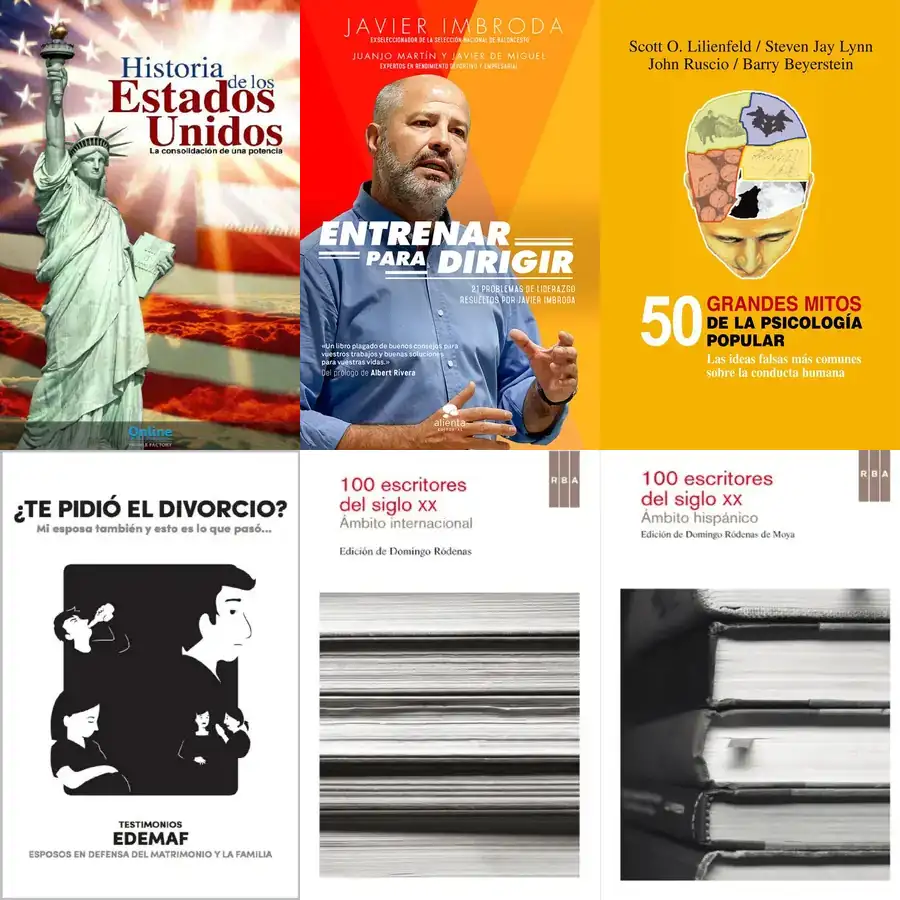 Historia
de los
Estados
Unidos
La consolidación de una potencia
Online
JAVIER IMBRODA
EXSELECCIONADOR DE LA SELECCIÓN NACIONAL DE BALONCESTO
JUANJO MARTÍN Y JAVIER DE MIGUEL
EXPERTOS EN RENDIMIENTO DEPORTIVO Y EMPRESARIAL
ENTRENAR
PARA DIRIGIR
21 PROBLEMAS DE LIDERAZGO
RESUELTOS POR JAVIER IMBRODA
«Un libro plagado de buenos consejos para
vuestros trabajos y buenas soluciones
para vuestras vidas.»
Del prólogo de Albert Rivera
alienta
EDITORIAL
Scott O. Lilienfeld / Steven Jay Lynn
John Ruscio / Barry Beyerstein
50 GRANDES MITOS
DE LA PSICOLOGÍA
POPULAR
Las ideas falsas más comunes
sobre la conducta humana
¿TE PIDIÓ EL DIVORCIO?
Mi esposa también y esto es lo que pasó...
TESTIMONIOS
EDEMAF
ESPOSOS EN DEFENSA DEL MATRIMONIO Y LA FAMILIA
RBA
100 escritores
del siglo XX
Ámbito internacional
Edición de Domingo Ródenas
RBA
100 escritores
del siglo XX
Ámbito hispánico
Edición de Domingo Ródenas de Moya